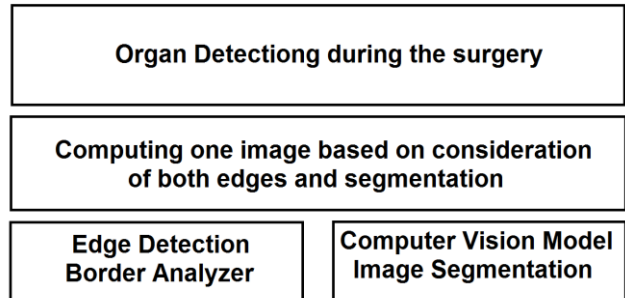 Organ Detectiong during the surgery
Computing one image based on consideration
of both edges and segmentation
Edge Detection
Border Analyzer
Computer Vision Model
Image Segmentation